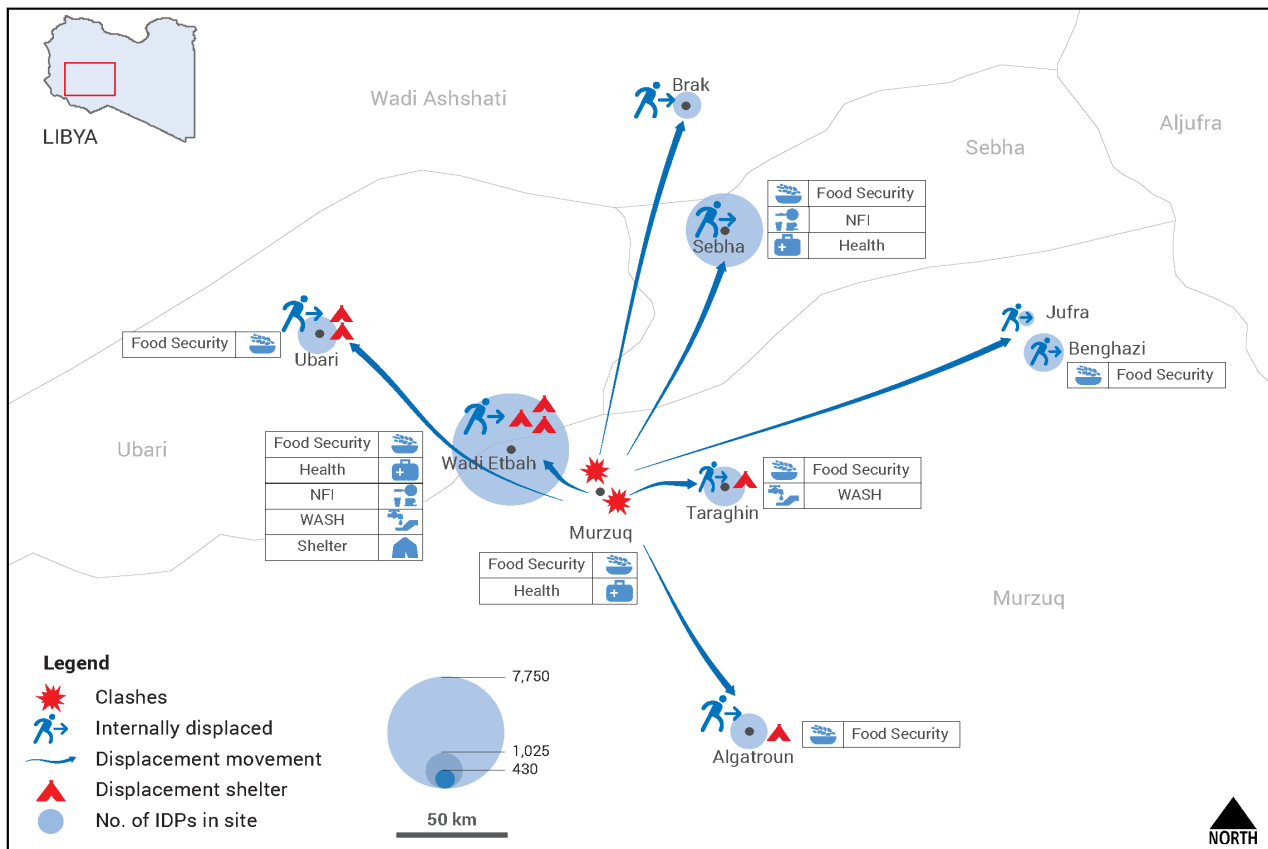 LIBYA
Wadi Ashshati
Brak
Aljufra
Sebha
Food Security
NFI
Health
Sebha
Jufra
Benghazi
Food Security
Food Security
Ubari
Ubari
Food Security
Health
NFI
WASH
Shelter
Wadi Etbah
Food Security
WASH
Taraghin
Murzuq
Food Security
Health
Murzuq
Algatroun
Food Security
Legend
Clashes
Internally displaced
Displacement movement
Displacement shelter
No. of IDPs in site
7,750
1,025
430
50 km
NORTH